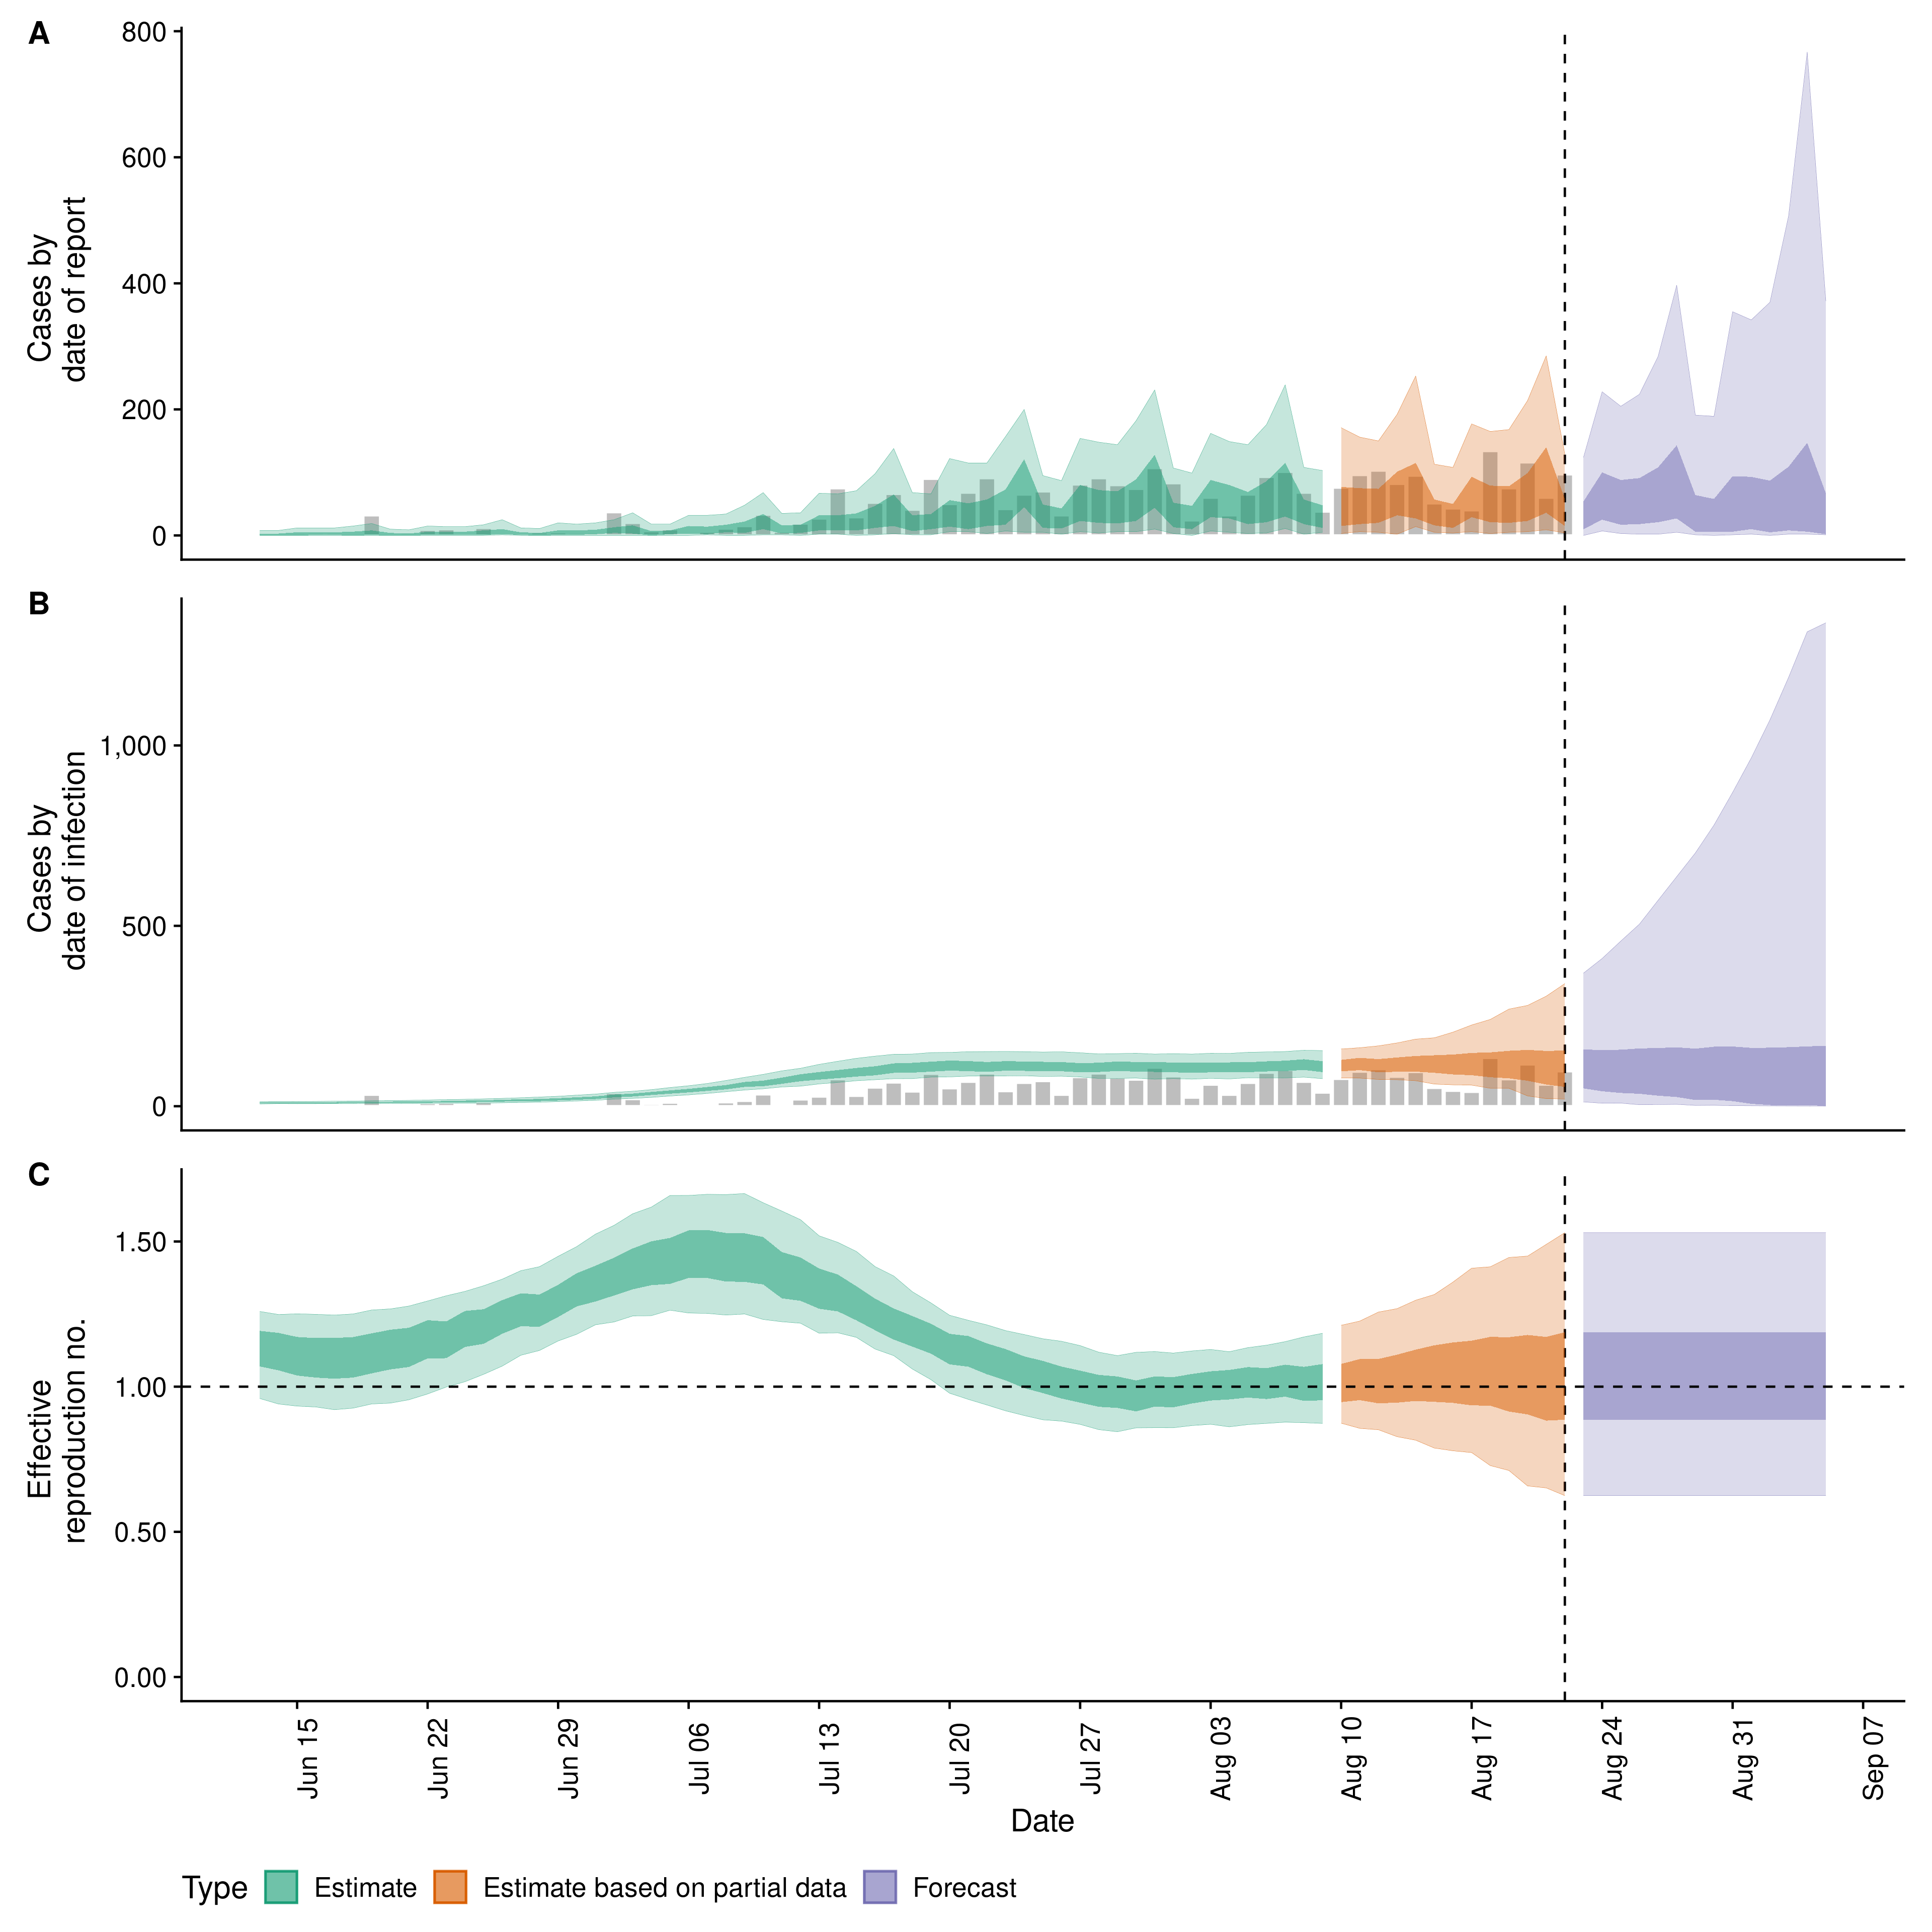 A
Cases by
date of report
800
600
400
200
0
B
Cases by
date of infection
1,000
500
0
C
Effective
reproduction no.
1.50
1.00
0.50
0.00
Jun 15
Jun 22
Jun 29
Jul 06
Jul 13
Jul 20
Jul 27
Aug 03
Aug 10
Aug 17
Aug 24
Aug 31
Sep 07
Date
Type Estimate Estimate based on partial data Forecast